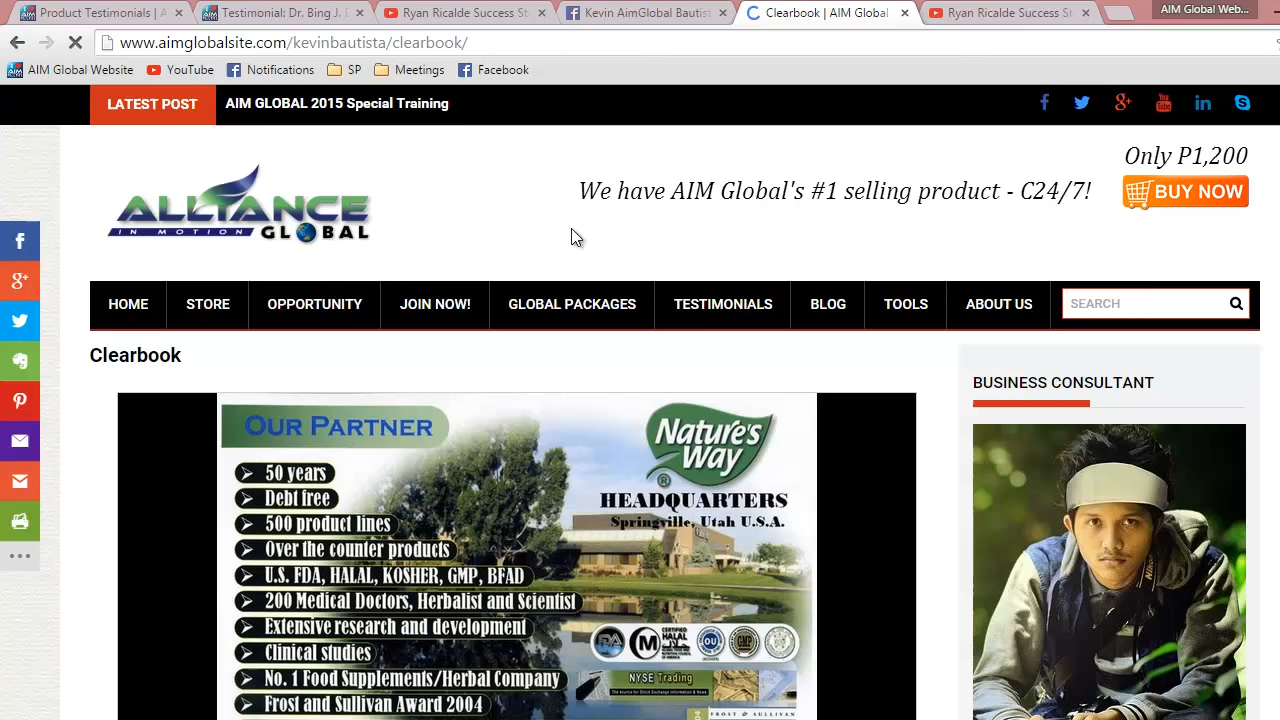 Product Testimonials | A
Testimonial: Dr. Bing J. E
Ryan Ricalde Success St
Kevin AimGlobal Bautist
Clearbook | AIM Global
Ryan Ricalde Success St
AIM Global Web...
www.aimglobalsite.com/kevinbautista/clearbook/
AIM Global Website
YouTube
Notifications
SP
Meetings
Facebook
LATEST POST
AIM GLOBAL 2015 Special Training
Only P1,200
We have AIM Global's #1 selling product - C24/7!
BUY NOW
ALLIANCE
IN MOTION GLOBAL
HOME
STORE
OPPORTUNITY
JOIN NOW!
GLOBAL PACKAGES
TESTIMONIALS
BLOG
TOOLS
ABOUT US
SEARCH
Clearbook
BUSINESS CONSULTANT
OUR PARTNER
Nature's
Way
HEADQUARTERS
Springville, Utah U.S.A.
50 years
Debt free
500 product lines
Over the counter products
U.S. FDA, HALAL, KOSHER, GMP, BFAD
200 Medical Doctors, Herbalist and Scientist
Extensive research and development
Clinical studies
No. 1 Food Supplements/Herbal Company
Frost and Sullivan Award 2004
NYSE Trading
FROST & SULLIVAN
Nikon